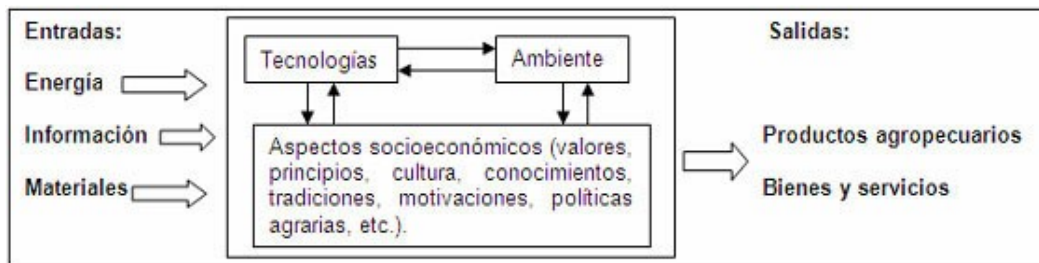 Entradas:
Energía
Información
Materiales
Tecnologías
Ambiente
Aspectos socioeconómicos (valores,
principios, cultura, conocimientos,
tradiciones, motivaciones, políticas
agrarias, etc.).
Salidas:
Productos agropecuarios
Bienes y servicios